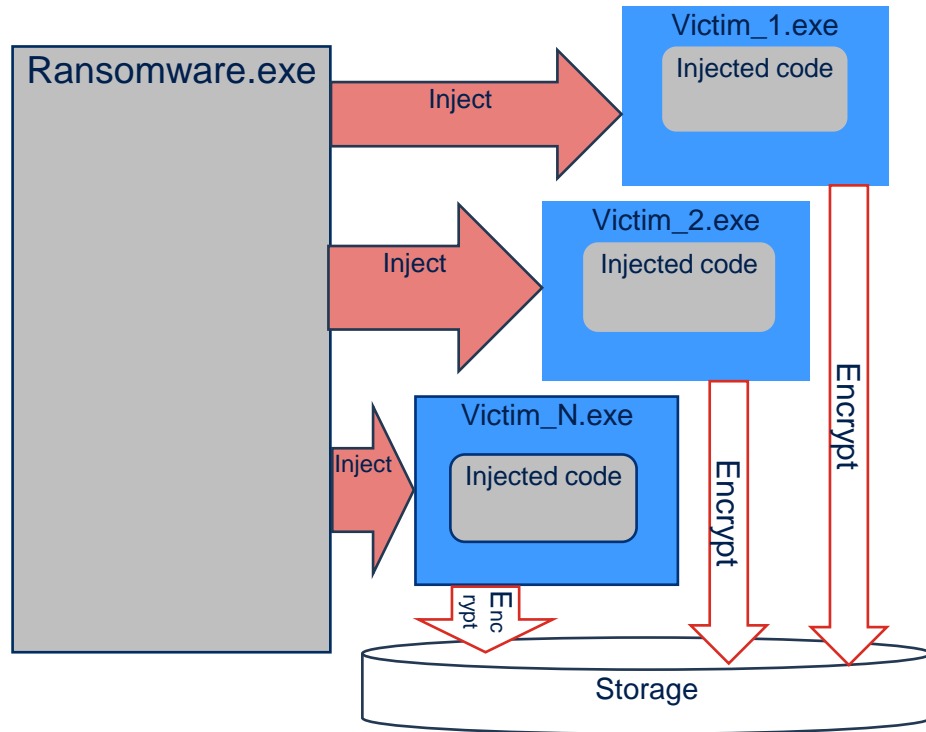 Ransomware.exe
Inject
Victim_1.exe
Injected code
Inject
Victim_2.exe
Injected code
Inject
Victim_N.exe
Injected code
Enc
rypt
Encrypt
Encrypt
Storage